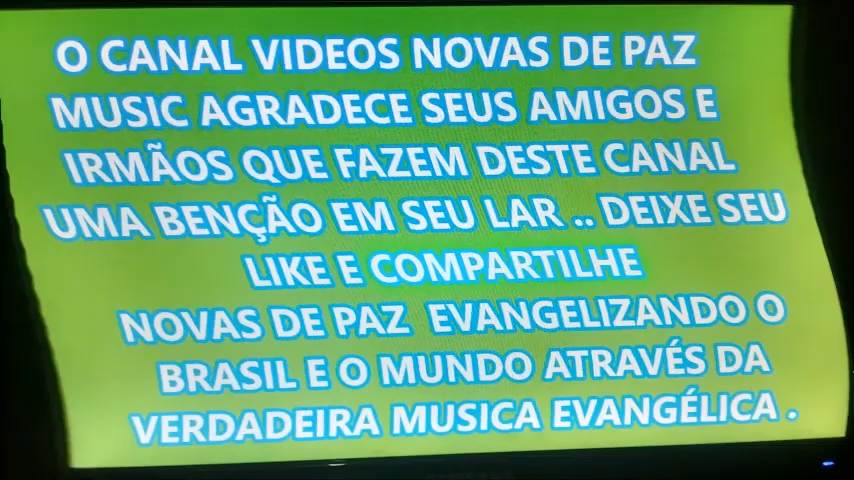 O CANAL VIDEOS NOVAS DE PAZ
MUSIC AGRADECE SEUS AMIGOS E
IRMÃOS QUE FAZEM DESTE CANAL
UMA BENÇÃO EM SEU LAR .. DEIXE SEU
LIKE E COMPARTILHE
NOVAS DE PAZ EVANGELIZANDO O
BRASIL E O MUNDO ATRAVÉS DA
VERDADEIRA MUSICA EVANGÉLICA .